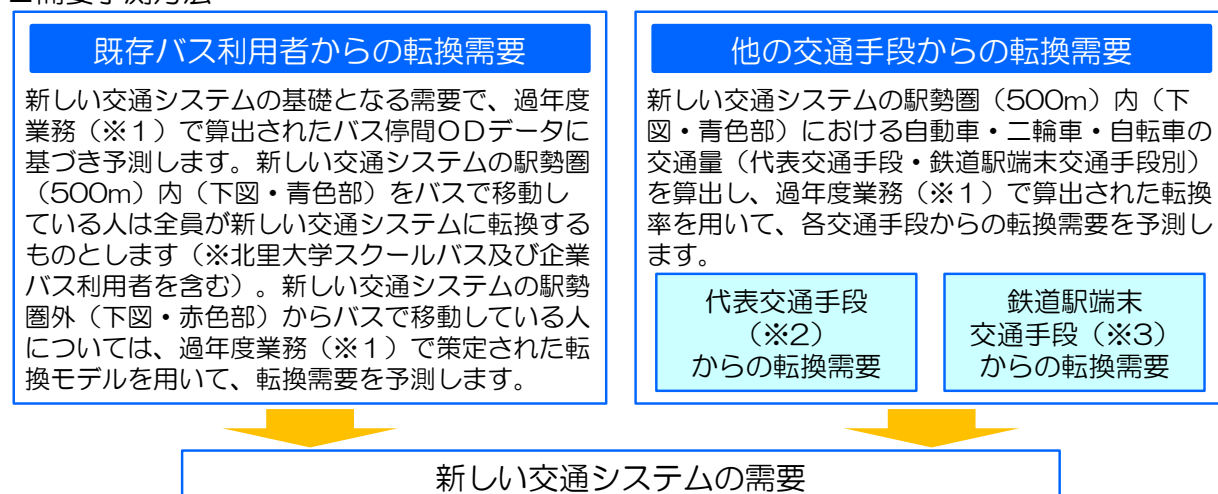 ■需要予測方法
既存バス利用者からの転換需要
新しい交通システムの基礎となる需要で、過年度
業務(※1)で算出されたバス停間ODデータに
基づき予測します。新しい交通システムの駅勢圏
(500m)内(下図・青色部)をバスで移動し
ている人は全員が新しい交通システムに転換する
ものとします(※北里大学スクールバス及び企業
バス利用者を含む)。新しい交通システムの駅勢
圏外(下図・赤色部)からバスで移動している人
については、過年度業務(※1)で策定された転
換モデルを用いて、転換需要を予測します。
他の交通手段からの転換需要
新しい交通システムの駅勢圏(500m)内(下
図・青色部)における自動車・二輪車・自転車の
交通量(代表交通手段・鉄道駅端末交通手段別)
を算出し、過年度業務(※1)で算出された転換
率を用いて、各交通手段からの転換需要を予測し
ます。
代表交通手段
(※2)
からの転換需要
鉄道駅端末
交通手段(※3)
からの転換需要
新しい交通システムの需要